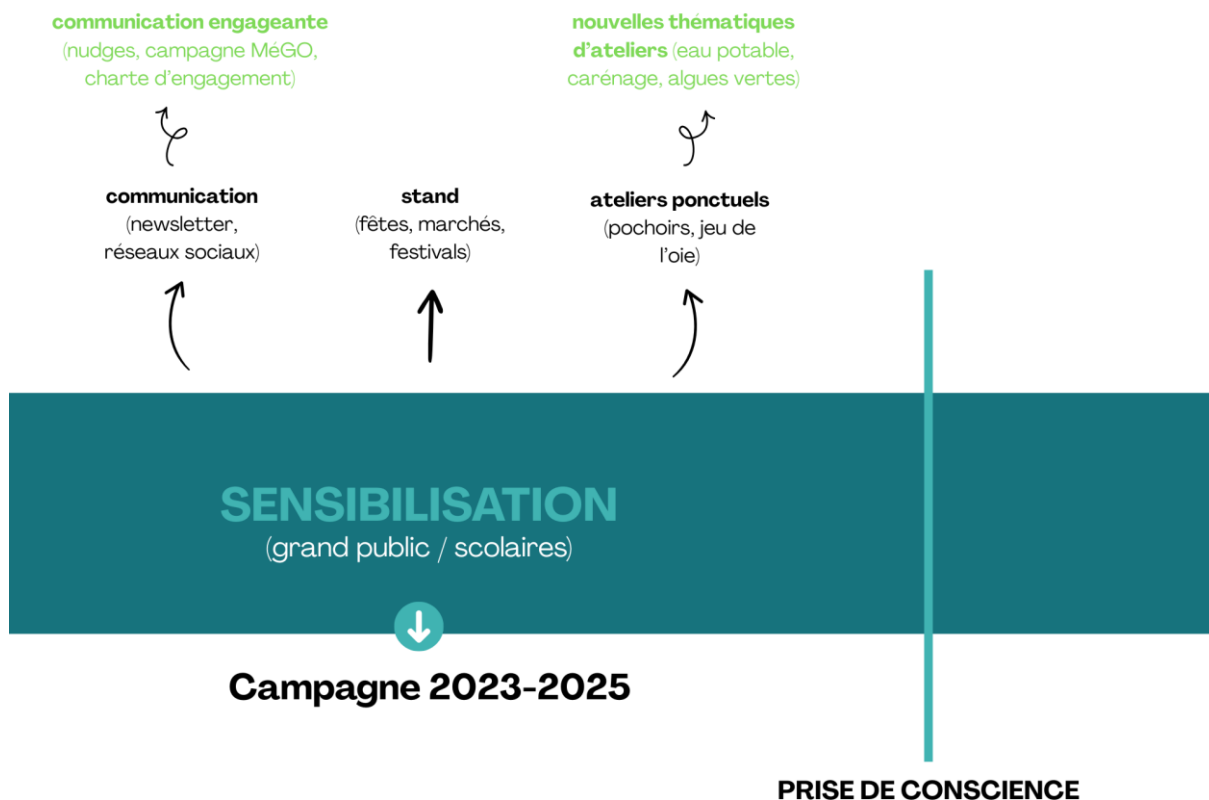 communication engageante
(nudges, campagne MéGO,
charte d'engagement)
nouvelles thématiques
d'ateliers (eau potable,
carénage, algues vertes)
communication
(newsletter,
réseaux sociaux)
stand
(fêtes, marchés,
festivals)
ateliers ponctuels
(pochoirs, jeu de
l'oie)
SENSIBILISATION
(grand public / scolaires)
Campagne 2023-2025
PRISE DE CONSCIENCE